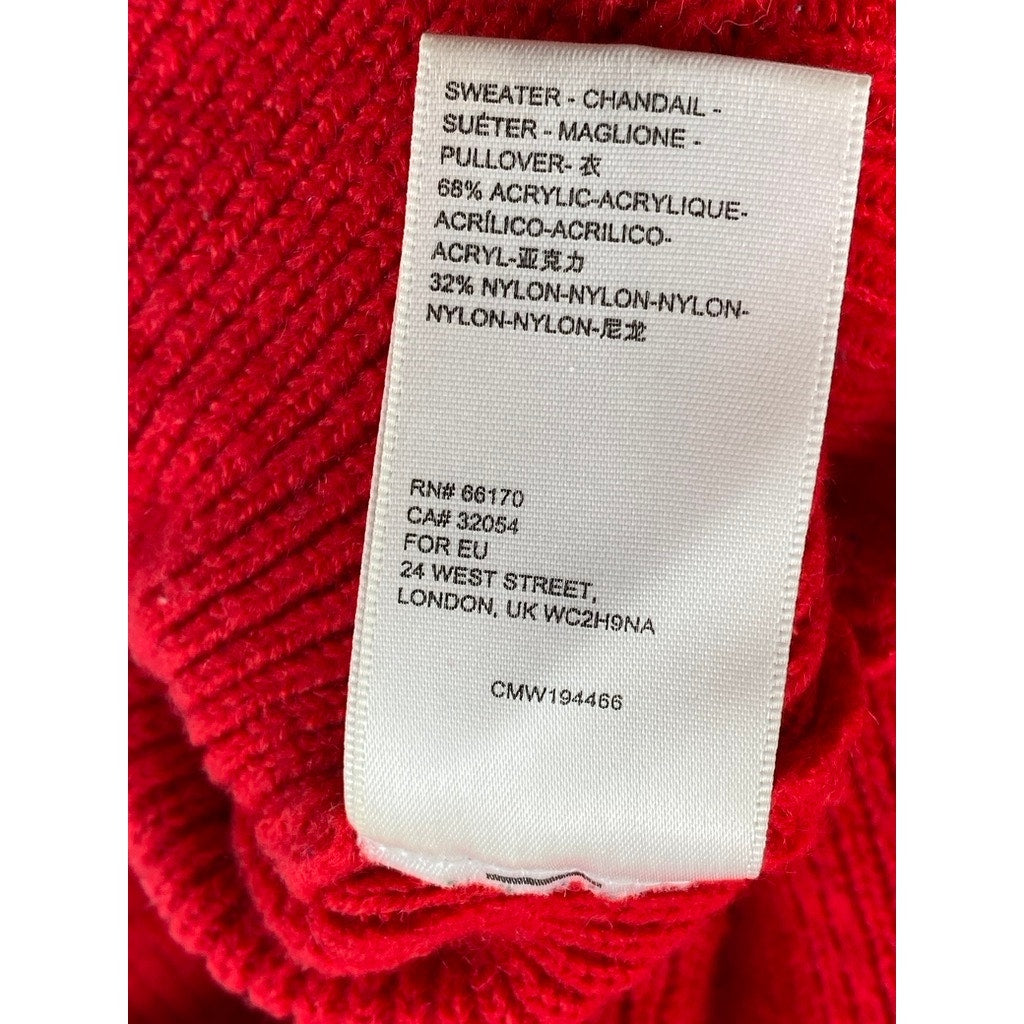 SWEATER - CHANDAIL -
SUÉTER - MAGLIONE -
PULLOVER- 衣
68% ACRYLIC-ACRYLIQUE-
ACRÍLICO-ACRILICO-
ACRYL-亚克力
32% NYLON-NYLON-NYLON-
NYLON-NYLON-尼龙
RN# 66170
CA# 32054
FOR EU
24 WEST STREET,
LONDON, UK WC2H9NA
CMW194466